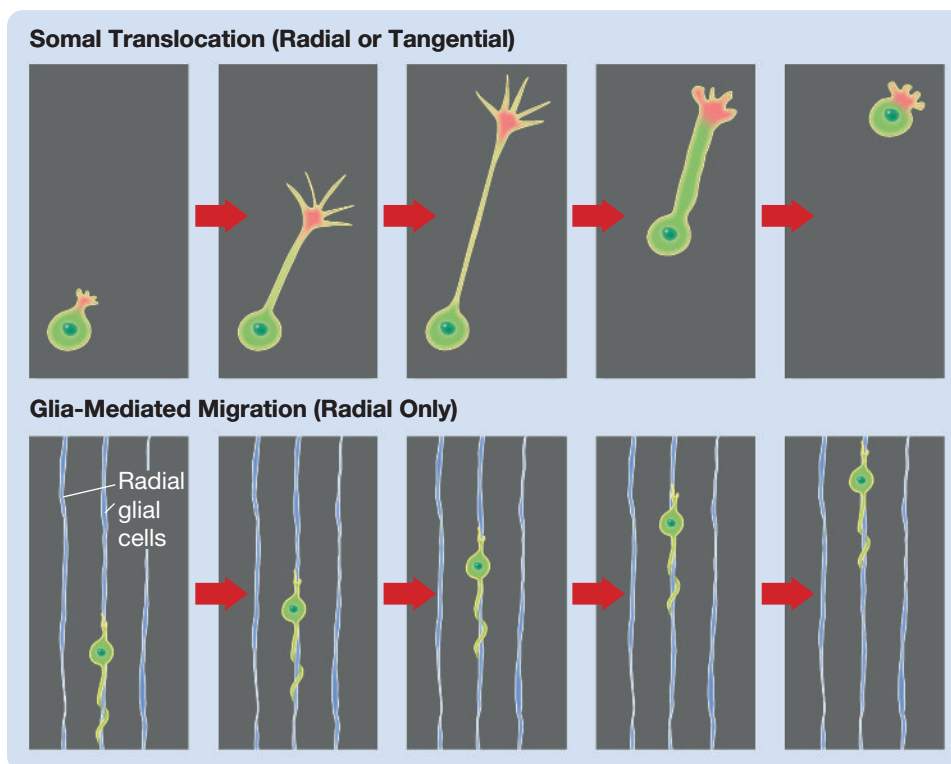 Somal Translocation (Radial or Tangential)
Glia-Mediated Migration (Radial Only)
Radial
glial
cells